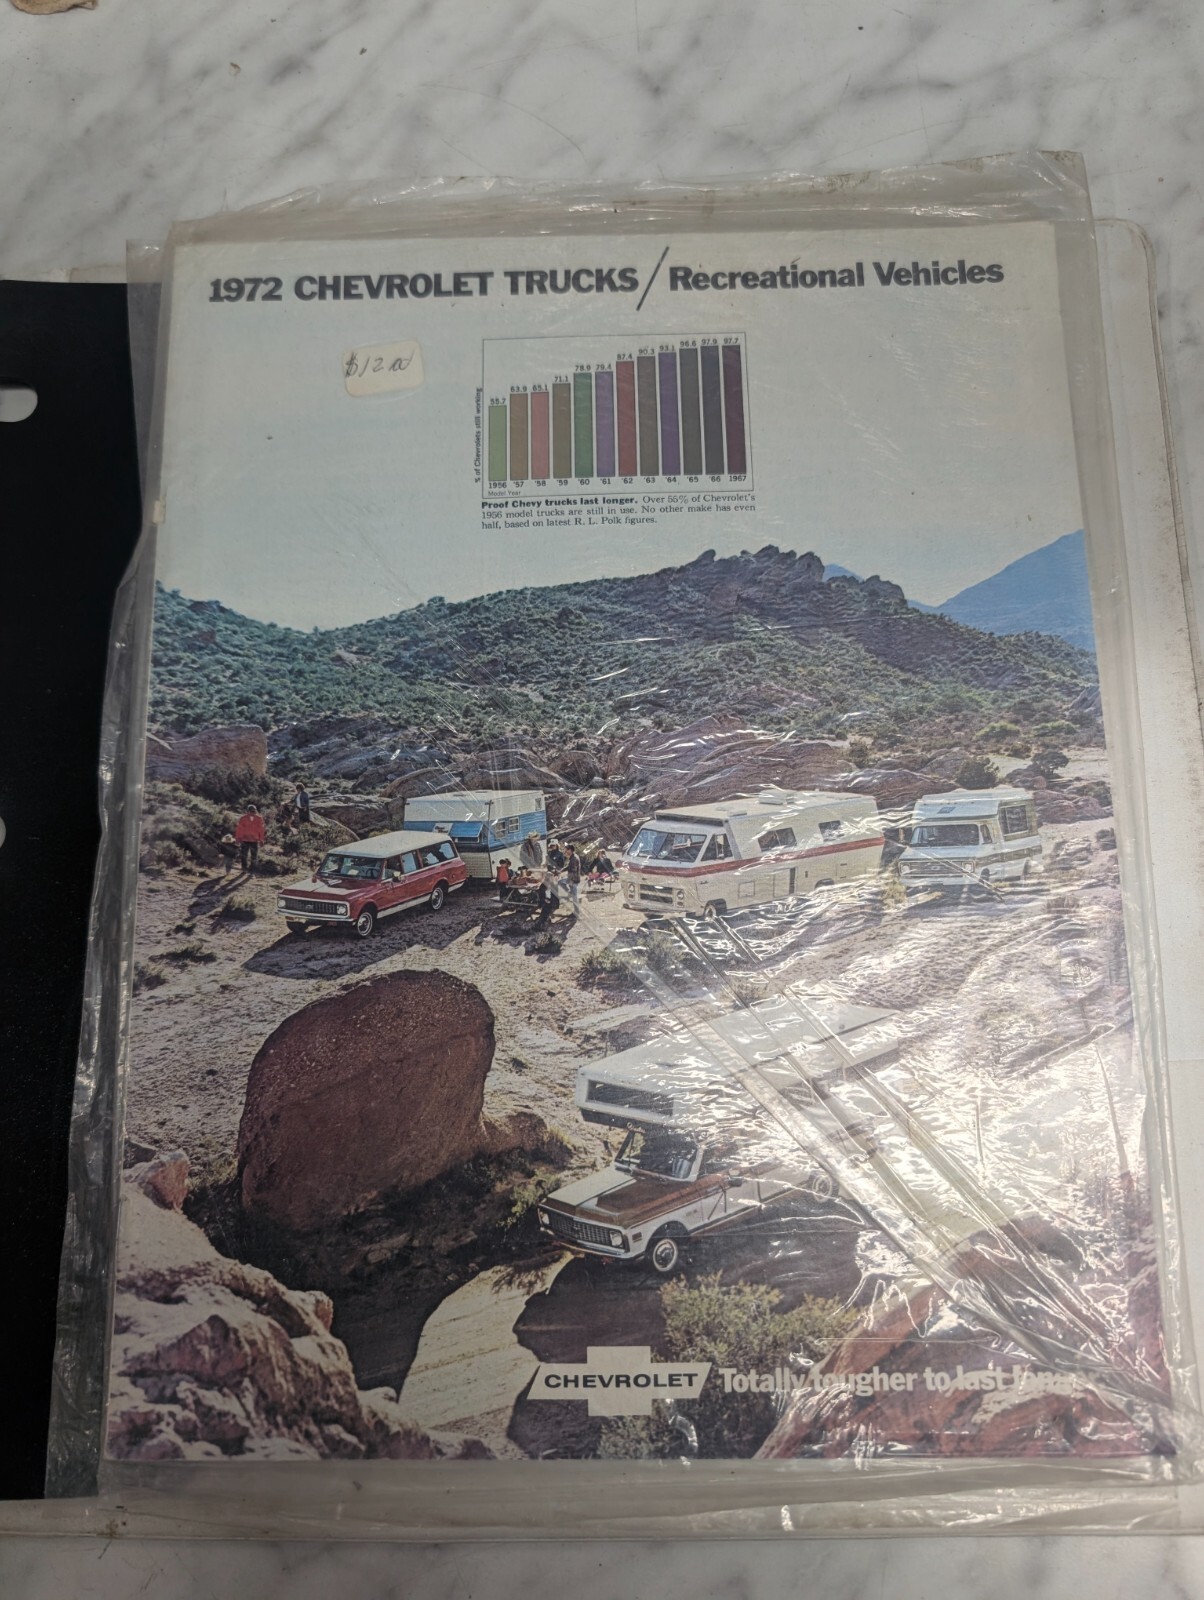 1972 CHEVROLET TRUCKS/Recreational Vehicles
$12.00
% of Chevrolets still working
55.7 63.9 65.1 71.1 78.9 79.4 87.4 90.3 93.1 96.6 97.9 97.7
1956 '57 '58 '59 '60 '61 '62 '63 '64 '65 '66 1967
Model Year
Proof Chevy trucks last longer. Over 55% of Chevrolet's
1956 model trucks are still in use. No other make has even
half, based on latest R. L. Polk figures.
CHEVROLET Totally tougher to last longer